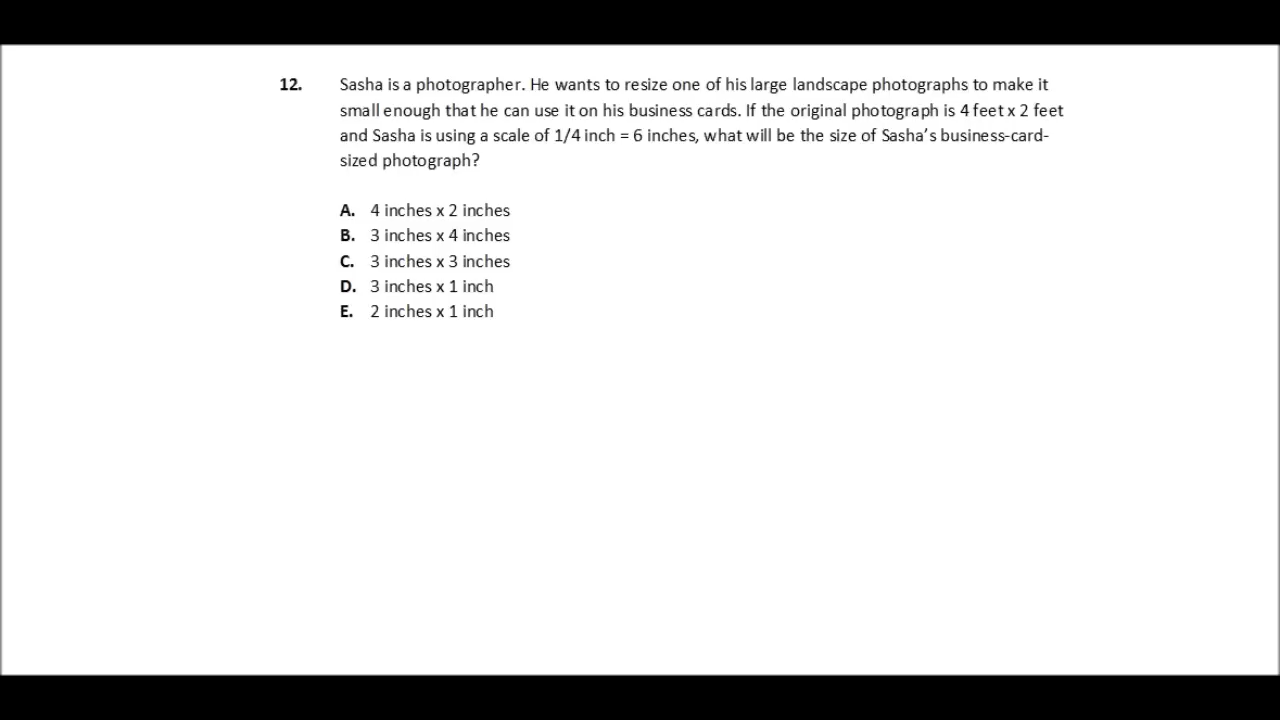 12. Sasha is a photographer. He wants to resize one of his large landscape photographs to make it
small enough that he can use it on his business cards. If the original photograph is 4 feet x 2 feet
and Sasha is using a scale of 1/4 inch = 6 inches, what will be the size of Sasha’s business-card-
sized photograph?
A. 4 inches x 2 inches
B. 3 inches x 4 inches
C. 3 inches x 3 inches
D. 3 inches x 1 inch
E. 2 inches x 1 inch